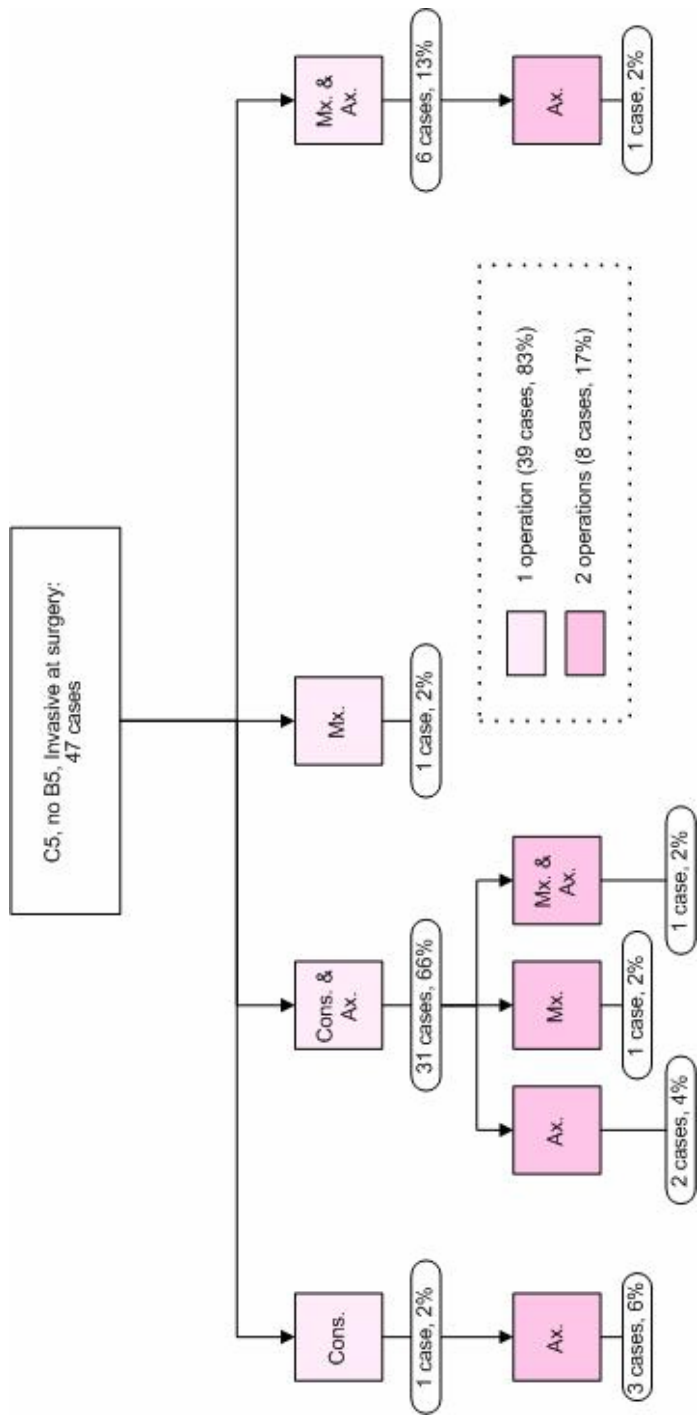 C5, no B5, Invasive at surgery:
47 cases
Cons.
Cons. &
Ax.
Mx.
Mx. &
Ax.
1 case, 2%
31 cases, 66%
1 case, 2%
6 cases, 13%
Ax.
Ax.
Mx.
Mx. &
Ax.
Ax.
3 cases, 6%
2 cases, 4%
1 case, 2%
1 case, 2%
1 case, 2%
1 operation (39 cases, 83%)
2 operations (8 cases, 17%)